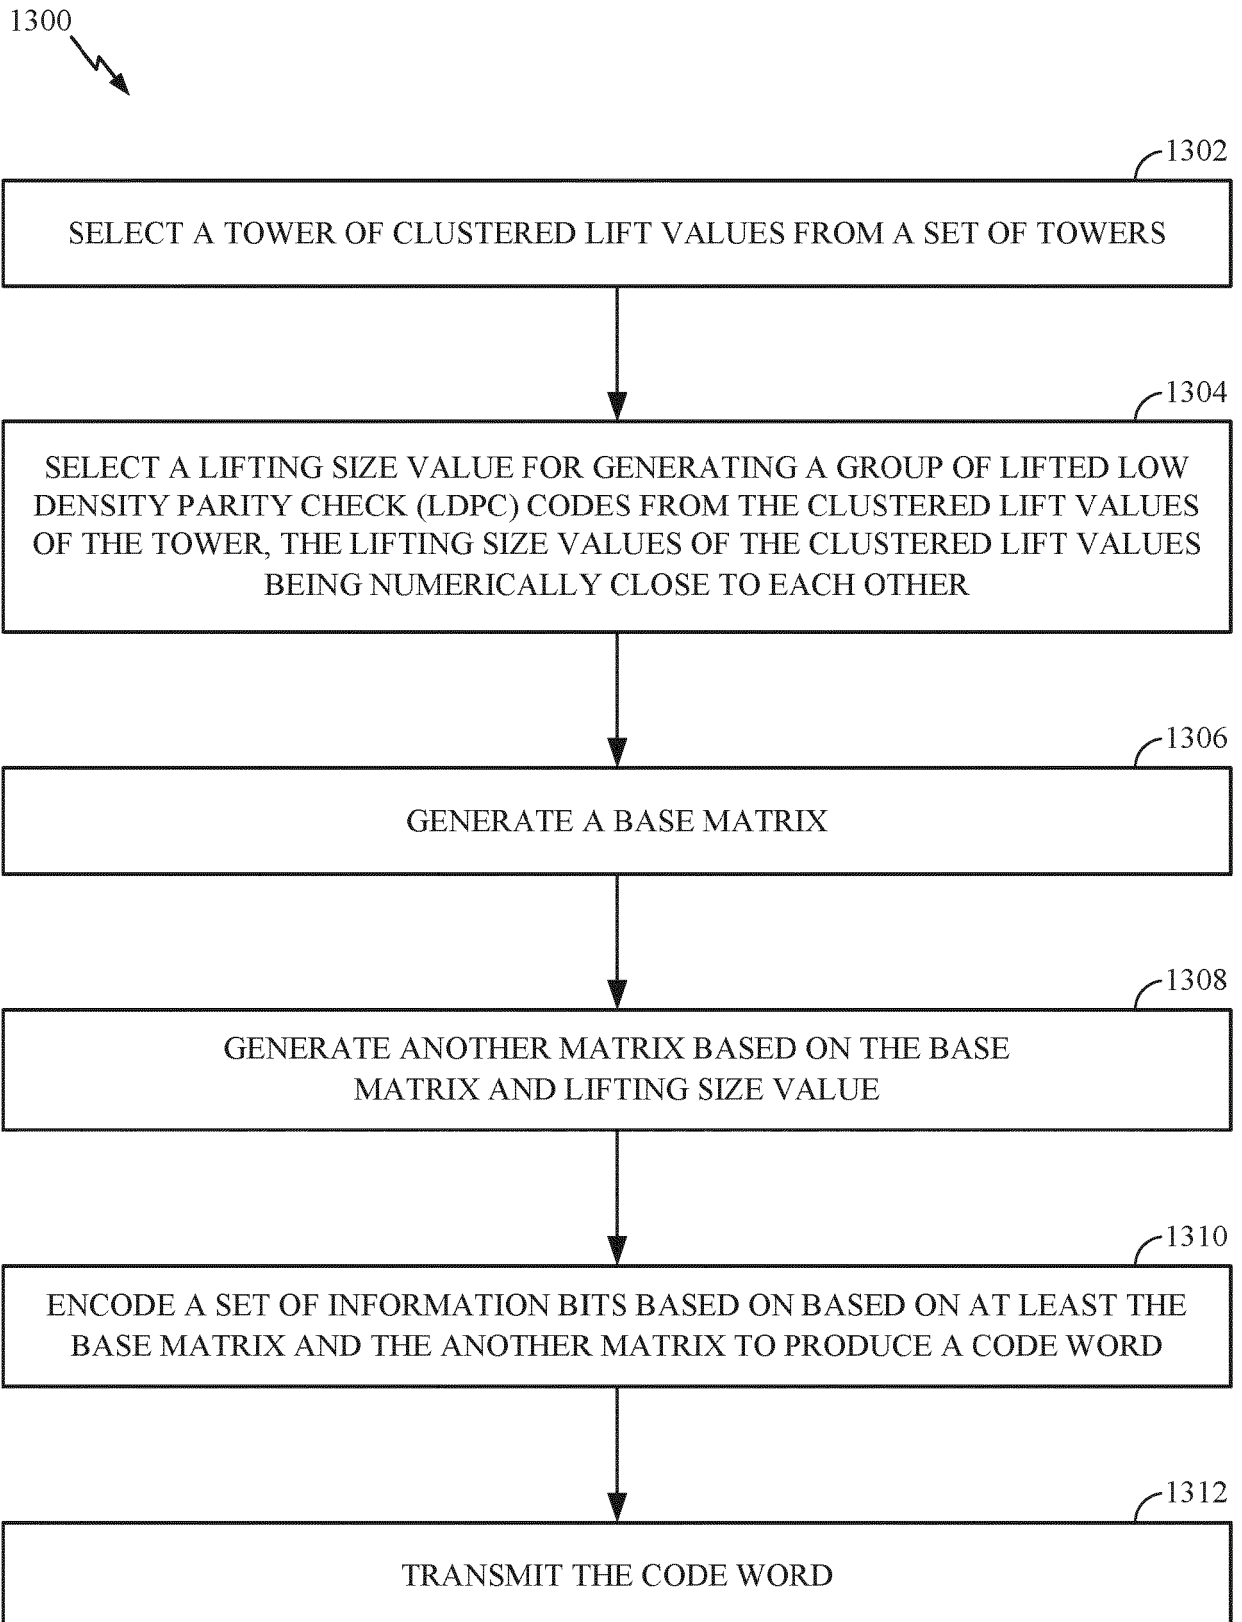 1300
1302
SELECT A TOWER OF CLUSTERED LIFT VALUES FROM A SET OF TOWERS
1304
SELECT A LIFTING SIZE VALUE FOR GENERATING A GROUP OF LIFTED LOW
DENSITY PARITY CHECK (LDPC) CODES FROM THE CLUSTERED LIFT VALUES
OF THE TOWER, THE LIFTING SIZE VALUES OF THE CLUSTERED LIFT VALUES
BEING NUMERICALLY CLOSE TO EACH OTHER
1306
GENERATE A BASE MATRIX
1308
GENERATE ANOTHER MATRIX BASED ON THE BASE
MATRIX AND LIFTING SIZE VALUE
1310
ENCODE A SET OF INFORMATION BITS BASED ON BASED ON AT LEAST THE
BASE MATRIX AND THE ANOTHER MATRIX TO PRODUCE A CODE WORD
1312
TRANSMIT THE CODE WORD